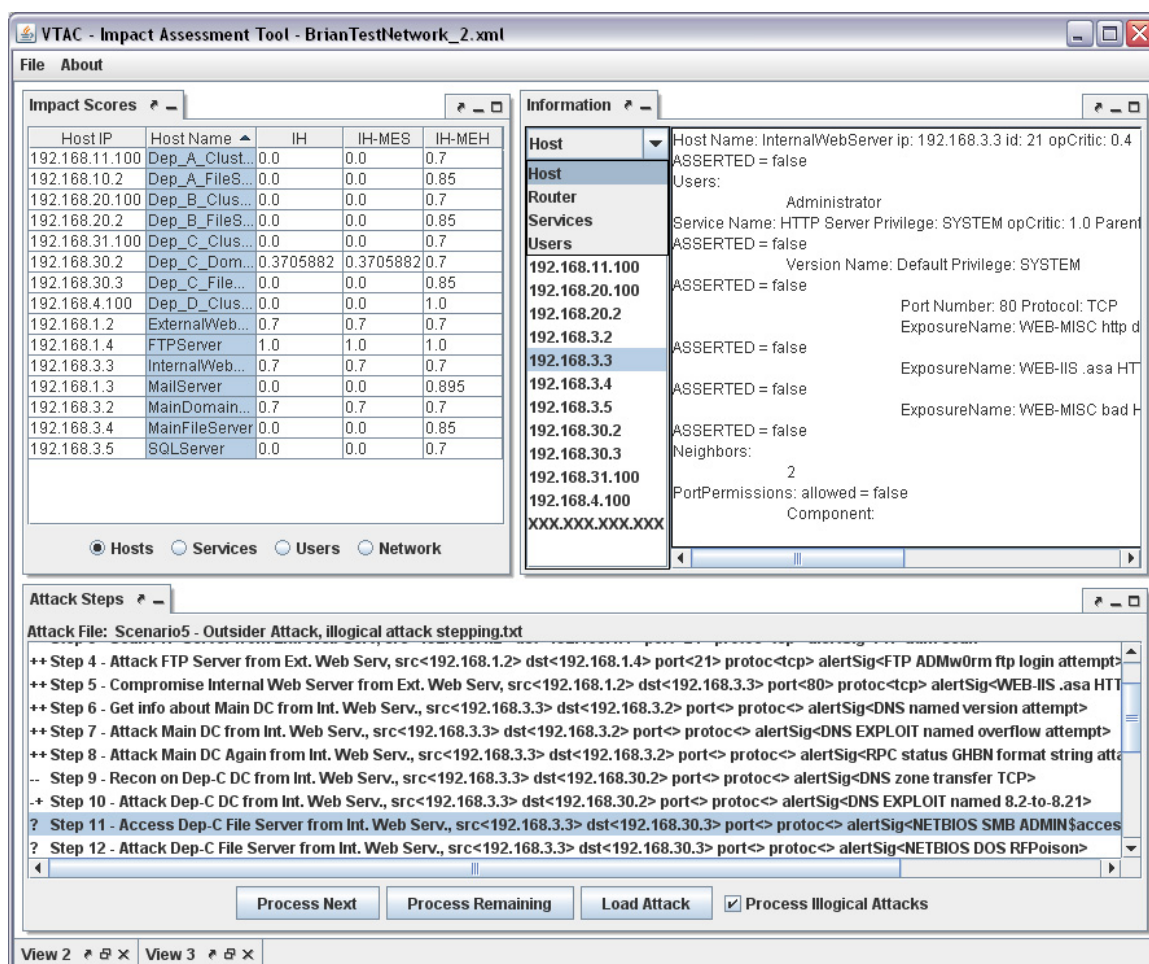 VTAC - Impact Assessment Tool - BrianTestNetwork_2.xml
File About
Impact Scores
Host IP Host Name IH IH-MES IH-MEH
192.168.11.100 Dep_A_Clust... 0.0 0.0 0.7
192.168.10.2 Dep_A_FileS... 0.0 0.0 0.85
192.168.20.100 Dep_B_Clus... 0.0 0.0 0.7
192.168.20.2 Dep_B_FileS... 0.0 0.0 0.85
192.168.31.100 Dep_C_Clus... 0.0 0.0 0.7
192.168.30.2 Dep_C_Dom... 0.3705882 0.3705882 0.7
192.168.30.3 Dep_C_File... 0.0 0.0 0.85
192.168.4.100 Dep_D_Clus... 0.0 0.0 1.0
192.168.1.2 ExternalWeb... 0.7 0.7 0.7
192.168.1.4 FTPServer 1.0 1.0 1.0
192.168.3.3 InternalWeb... 0.7 0.7 0.7
192.168.1.3 MailServer 0.0 0.0 0.895
192.168.3.2 MainDomain... 0.7 0.7 0.7
192.168.3.4 MainFileServer 0.0 0.0 0.85
192.168.3.5 SQLServer 0.0 0.0 0.7
Hosts Services Users Network
Information
Host
Host
Router
Services
Users
192.168.11.100
192.168.20.100
192.168.20.2
192.168.3.2
192.168.3.3
192.168.3.4
192.168.3.5
192.168.30.2
192.168.30.3
192.168.31.100
192.168.4.100
XXX.XXX.XXX.XXX
Host Name: InternalWebServer ip: 192.168.3.3 id: 21 opCritic: 0.4
ASSERTED = false
Users:
Administrator
Service Name: HTTP Server Privilege: SYSTEM opCritic: 1.0 Parent
ASSERTED = false
Version Name: Default Privilege: SYSTEM
ASSERTED = false
Port Number: 80 Protocol: TCP
ExposureName: WEB-MISC http d
ASSERTED = false
ExposureName: WEB-IIS .asa HT
ASSERTED = false
ExposureName: WEB-MISC bad H
ASSERTED = false
Neighbors:
2
PortPermissions: allowed = false
Component:
Attack Steps
Attack File: Scenario5 - Outsider Attack, illogical attack stepping.txt
++ Step 4 - Attack FTP Server from Ext. Web Serv, src<192.168.1.2> dst<192.168.1.4> port<21> protoc<tcp> alertSig<FTP ADMw0rm ftp login attempt>
++ Step 5 - Compromise Internal Web Server from Ext. Web Serv, src<192.168.1.2> dst<192.168.3.3> port<80> protoc<tcp> alertSig<WEB-IIS .asa HTT
++ Step 6 - Get info about Main DC from Int. Web Serv., src<192.168.3.3> dst<192.168.3.2> port<> protoc<> alertSig<DNS named version attempt>
++ Step 7 - Attack Main DC from Int. Web Serv., src<192.168.3.3> dst<192.168.3.2> port<> protoc<> alertSig<DNS EXPLOIT named overflow attempt>
++ Step 8 - Attack Main DC Again from Int. Web Serv., src<192.168.3.3> dst<192.168.3.2> port<> protoc<> alertSig<RPC status GHBN format string atta
-- Step 9 - Recon on Dep-C DC from Int. Web Serv., src<192.168.3.3> dst<192.168.30.2> port<> protoc<> alertSig<DNS zone transfer TCP>
-+ Step 10 - Attack Dep-C DC from Int. Web Serv., src<192.168.3.3> dst<192.168.30.2> port<> protoc<> alertSig<DNS EXPLOIT named 8.2-to-8.21>
? Step 11 - Access Dep-C File Server from Int. Web Serv., src<192.168.3.3> dst<192.168.30.3> port<> protoc<> alertSig<NETBIOS SMB ADMIN$acces
? Step 12 - Attack Dep-C File Server from Int. Web Serv., src<192.168.3.3> dst<192.168.30.3> port<> protoc<> alertSig<NETBIOS DOS RFPoison>
Process Next Process Remaining Load Attack Process Illogical Attacks
View 2 View 3